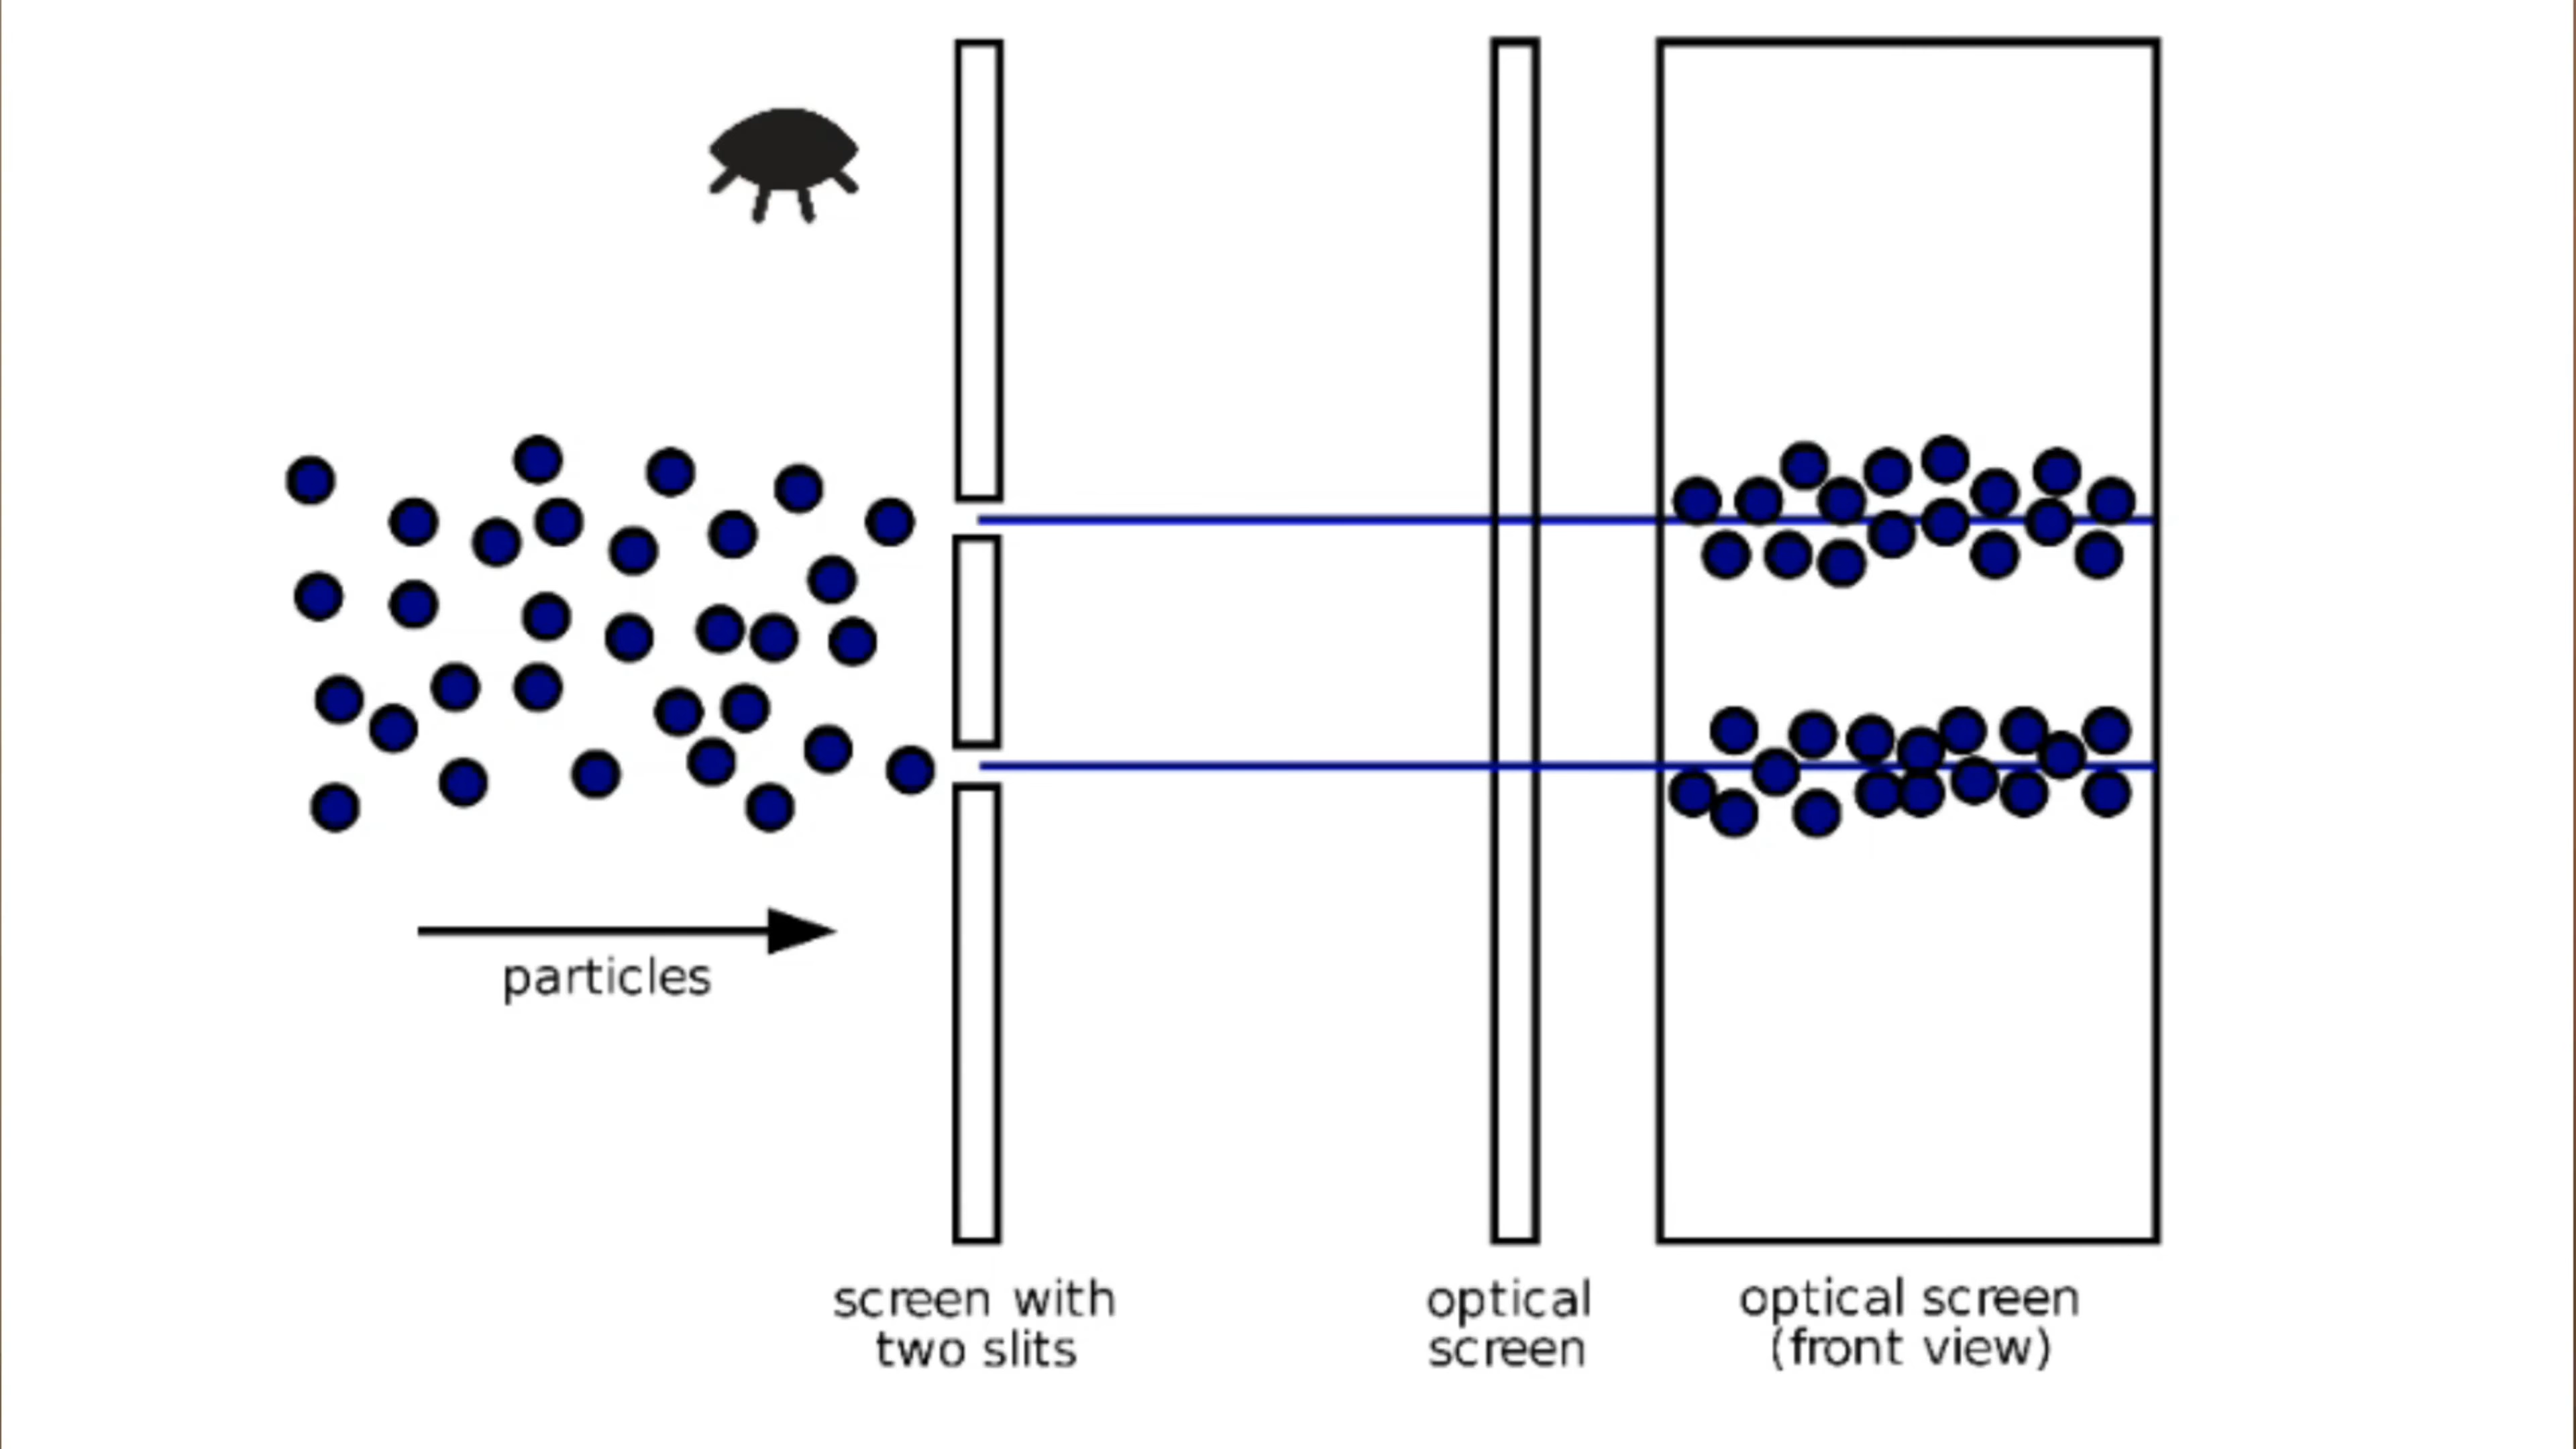 particles
screen with
two slits
optical
screen
optical screen
(front view)